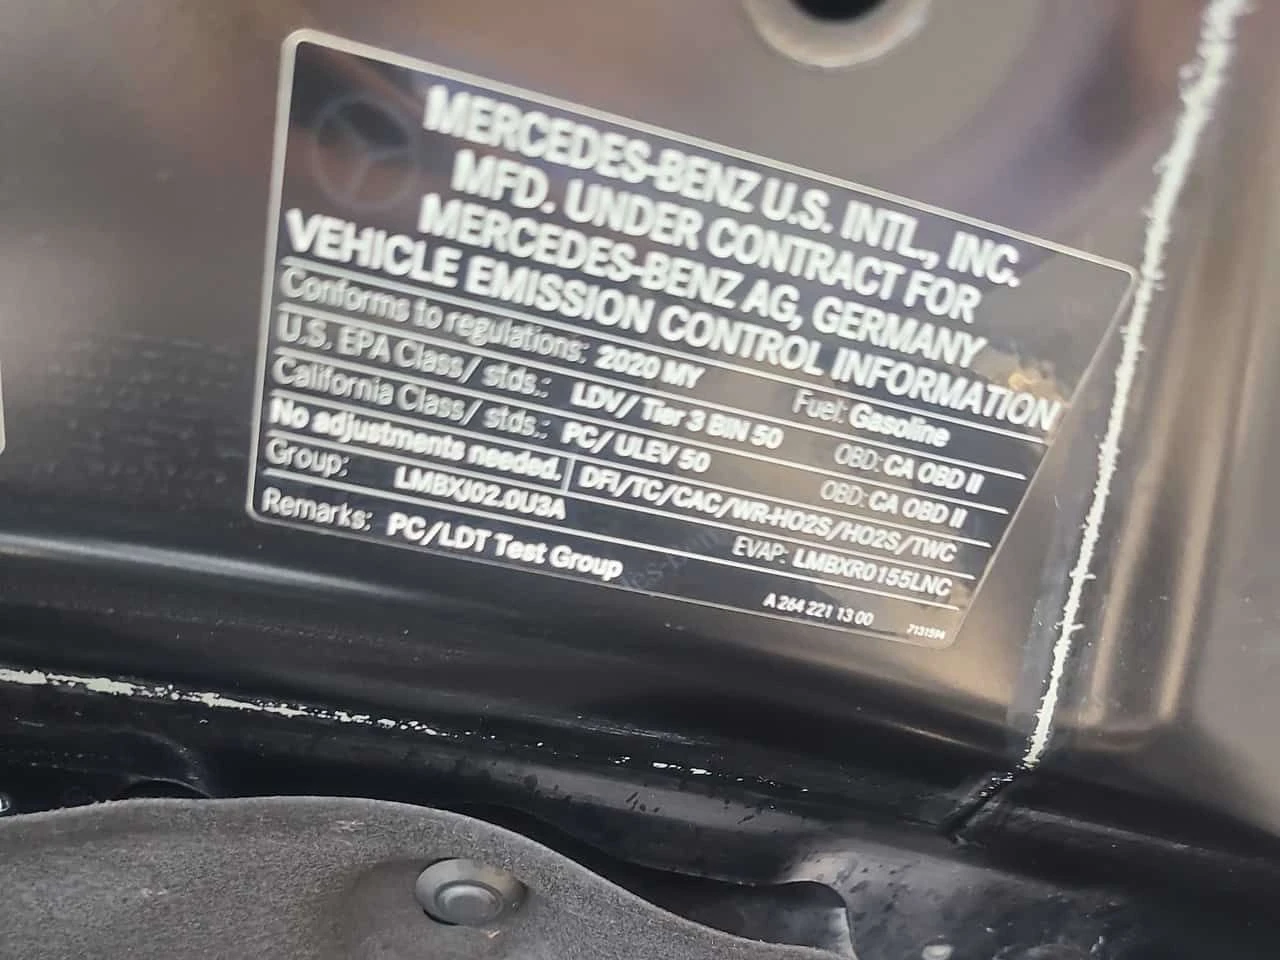 MERCEDES-BENZ U.S. INTL., INC.
MFD. UNDER CONTRACT FOR
MERCEDES-BENZ AG, GERMANY
VEHICLE EMISSION CONTROL INFORMATION
Conforms to regulations: 2020 MY Fuel: Gasoline
U.S. EPA Class/ stds.: LDV/ Tier 3 BIN 50 OBD: CA OBD II
California Class/ stds.: PC/ ULEV 50 OBD: CA OBD II
No adjustments needed. DFI/TC/CAC/WR-HO2S/HO2S/TWC
Group: LMBXJ02.0U3A EVAP: LMBXR0155LNC
Remarks: PC/LDT Test Group
A 264 221 13 00 7131594